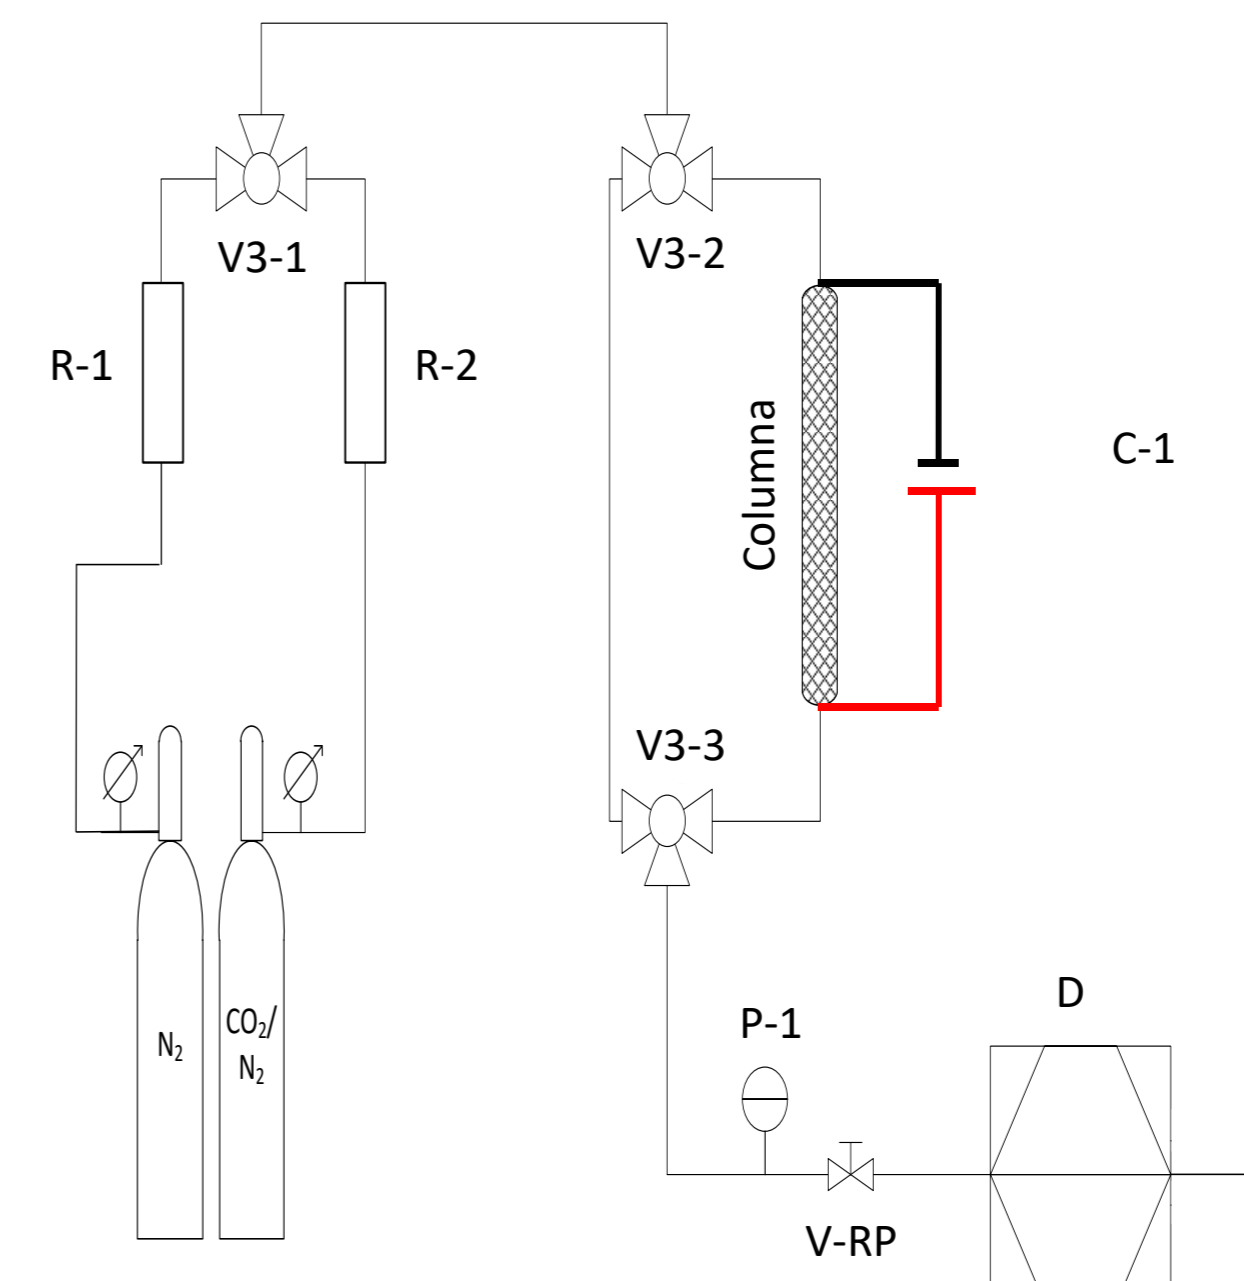 V3-1
V3-2
R-1
R-2
Columna
C-1
V3-3
N₂
CO₂/
N₂
P-1
D
V-RP